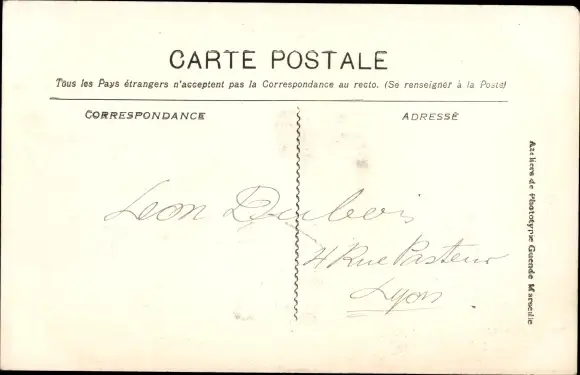 CARTE POSTALE
Tous les Pays étrangers n'acceptent pas la Correspondance au recto. (Se renseigner à la Poste)
CORRESPONDANCE
ADRESSE
Leon Dubois
4 Rue Pasteur
Lyon
Ateliers de Phototypie Guende Marseille